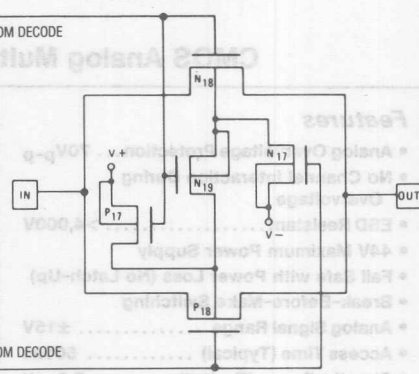 OM DECODE
N18
V+
N17
IN
N19
P17
OUT
V-
P18
OM DECODE
CMOS Analog Mult
Features
• Analog Overvoltage Protection ... 70Vp-p
• No Channel Interaction During
Overvoltage
• ESD Resistant ... >4,000V
• 44V Maximum Power Supply
• Fail Safe with Power Loss (No Latch-Up)
• Break-Before-Make Switching
• Analog Signal Range ... ±15V
• Access Time (Typical)